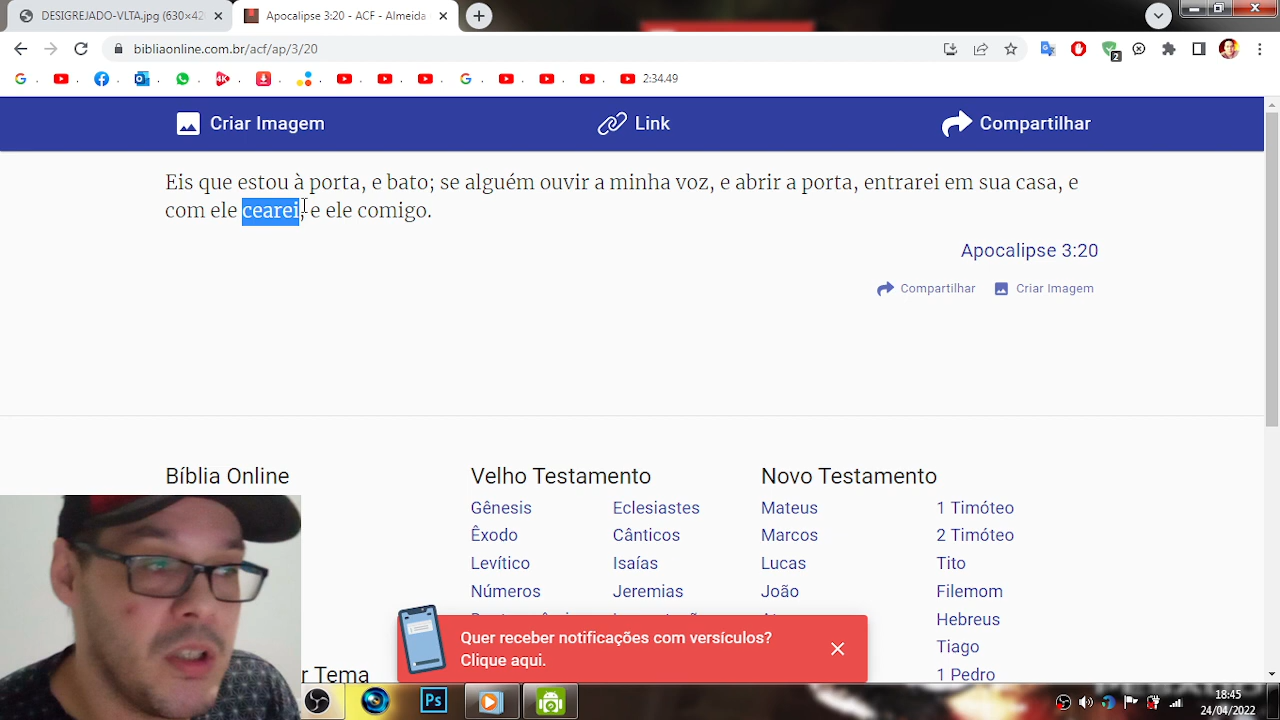 DESIGREJADO-VLTA.jpg (630×42
Apocalipse 3:20 - ACF - Almeida
bibliaonline.com.br/acf/ap/3/20
2
2:34.49
Criar Imagem
Link
Compartilhar
Eis que estou à porta, e bato; se alguém ouvir a minha voz, e abrir a porta, entrarei em sua casa, e
com ele cearei, e ele comigo.
Apocalipse 3:20
Compartilhar
Criar Imagem
Bíblia Online
Velho Testamento
Novo Testamento
Gênesis
Eclesiastes
Mateus
1 Timóteo
Êxodo
Cânticos
Marcos
2 Timóteo
Levítico
Isaías
Lucas
Tito
Números
Jeremias
João
Filemom
Hebreus
Quer receber notificações com versículos?
Clique aqui.
Tiago
r Tema
1 Pedro
Ps
18:45
24/04/2022